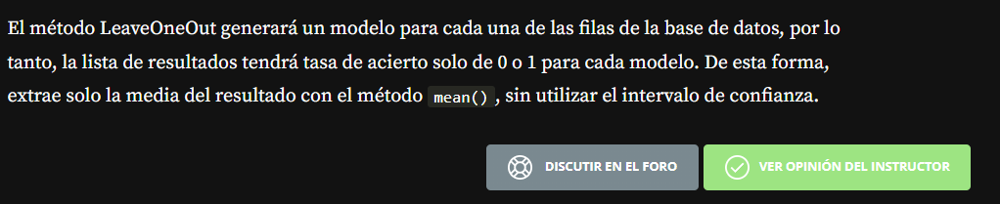 El método LeaveOneOut generará un modelo para cada una de las filas de la base de datos, por lo
tanto, la lista de resultados tendrá tasa de acierto solo de 0 o 1 para cada modelo. De esta forma,
extrae solo la media del resultado con el método mean(), sin utilizar el intervalo de confianza.
DISCUTIR EN EL FORO
VER OPINIÓN DEL INSTRUCTOR